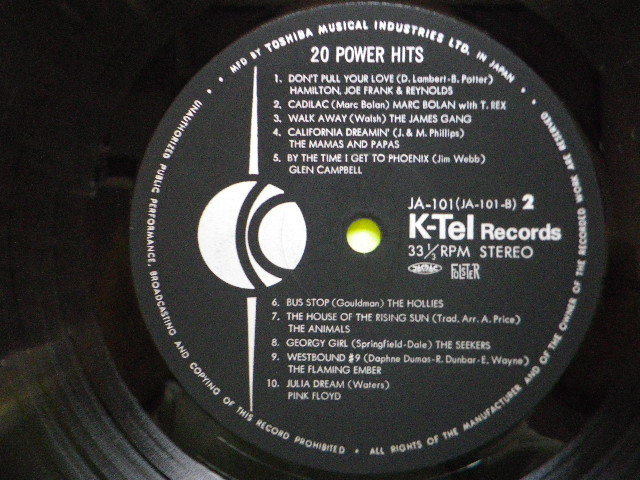 • MFD BY TOSHIBA MUSICAL INDUSTRIES LTD. IN JAPAN •
20 POWER HITS
1. DON'T PULL YOUR LOVE (D. Lambert-B. Potter)
HAMILTON, JOE FRANK & REYNOLDS
2. CADILAC (Marc Bolan) MARC BOLAN with T. REX
3. WALK AWAY (Walsh) THE JAMES GANG
4. CALIFORNIA DREAMIN' (J. & M. Phillips)
THE MAMAS AND PAPAS
5. BY THE TIME I GET TO PHOENIX (Jim Webb)
GLEN CAMPBELL
JA-101(JA-101-B) 2
K-Tel Records
33 1/3 RPM STEREO
POLSTER
6. BUS STOP (Gouldman) THE HOLLIES
7. THE HOUSE OF THE RISING SUN (Trad. Arr. A. Price)
THE ANIMALS
8. GEORGY GIRL (Springfield-Dale) THE SEEKERS
9. WESTBOUND $9 (Daphne Dumas-R. Dunbar-E. Wayne)
THE FLAMING EMBER
10. JULIA DREAM (Waters)
PINK FLOYD
UNAUTHORIZED PUBLIC PERFORMANCE, BROADCASTING AND COPYING OF THIS RECORD PROHIBITED • ALL RIGHTS OF THE MANUFACTURER AND OF THE OWNER OF THE RECORDED WORK ARE RESERVED